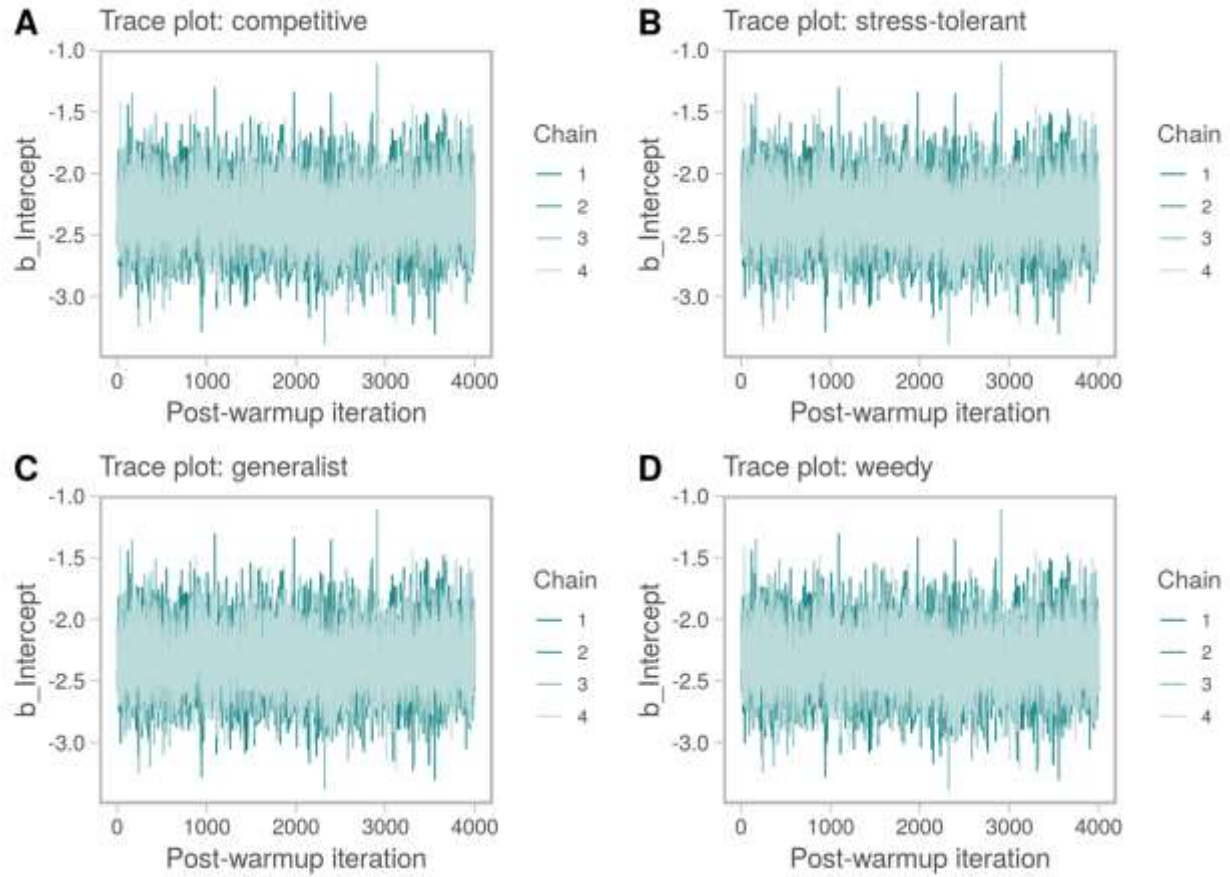 A Trace plot: competitive
-1.0
-1.5
-2.0
-2.5
-3.0
b_Intercept
0 1000 2000 3000 4000
Post-warmup iteration
Chain
1
2
3
4
B Trace plot: stress-tolerant
-1.0
-1.5
-2.0
-2.5
-3.0
b_Intercept
0 1000 2000 3000 4000
Post-warmup iteration
Chain
1
2
3
4
C Trace plot: generalist
-1.0
-1.5
-2.0
-2.5
-3.0
b_Intercept
0 1000 2000 3000 4000
Post-warmup iteration
Chain
1
2
3
4
D Trace plot: weedy
-1.0
-1.5
-2.0
-2.5
-3.0
b_Intercept
0 1000 2000 3000 4000
Post-warmup iteration
Chain
1
2
3
4